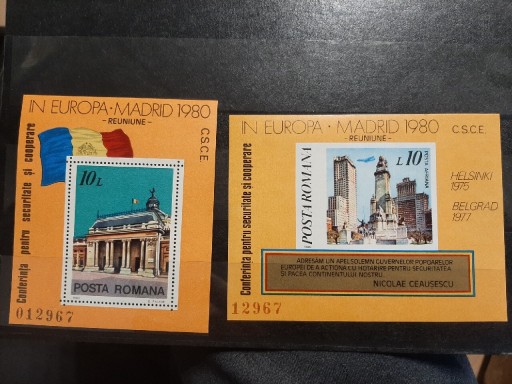 IN EUROPA·MADRID 1980
-REUNIUNE-
C.S.C.E.
Conferința pentru securitate și cooperare
10L
POSTA ROMANA
012967
IN EUROPA·MADRID 1980
-REUNIUNE-
C.S.C.E.
Conferința pentru securitate și cooperare
POSTA ROMANA
L10
HELSINKI
1975
BELGRAD
1977
ADRESĂM UN APEL SOLEMN GUVERNELOR, POPOARELOR
EUROPEI DE A ACȚIONA CU HOTĂRIRE PENTRU SECURITATEA
ȘI PACEA CONTINENTULUI NOSTRU.
NICOLAE CEAUȘESCU
12967